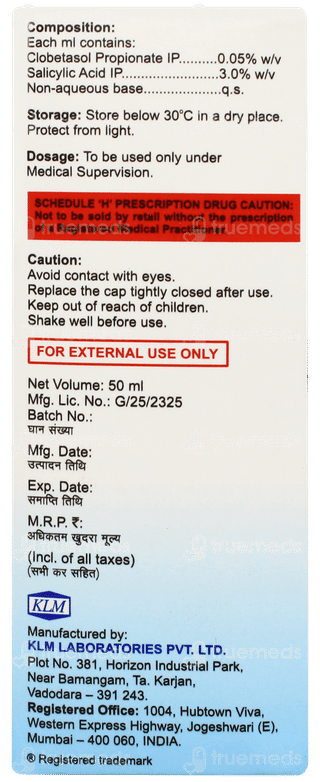 Composition:
Each ml contains:
Clobetasol Propionate IP..........0.05% w/v
Salicylic Acid IP........................3.0% w/v
Non-aqueous base...................q.s.
Storage: Store below 30°C in a dry place.
Protect from light.
Dosage: To be used only under
Medical Supervision.
SCHEDULE 'H' PRESCRIPTION DRUG CAUTION:
Not to be sold by retail without the prescription
of a Registered Medical Practitioner.
Caution:
Avoid contact with eyes.
Replace the cap tightly closed after use.
Keep out of reach of children.
Shake well before use.
FOR EXTERNAL USE ONLY
Net Volume: 50 ml
Mfg. Lic. No.: G/25/2325
Batch No.:
घान संख्या
Mfg. Date:
उत्पादन तिथि
Exp. Date:
समाप्ति तिथि
M.R.P. ₹:
अधिकतम खुदरा मूल्य
(Incl. of all taxes)
(सभी कर सहित)
KLM
Manufactured by:
KLM LABORATORIES PVT. LTD.
Plot No. 381, Horizon Industrial Park,
Near Bamangam, Ta. Karjan,
Vadodara – 391 243.
Registered Office: 1004, Hubtown Viva,
Western Express Highway, Jogeshwari (E),
Mumbai – 400 060, INDIA.
® Registered trademark
truemeds